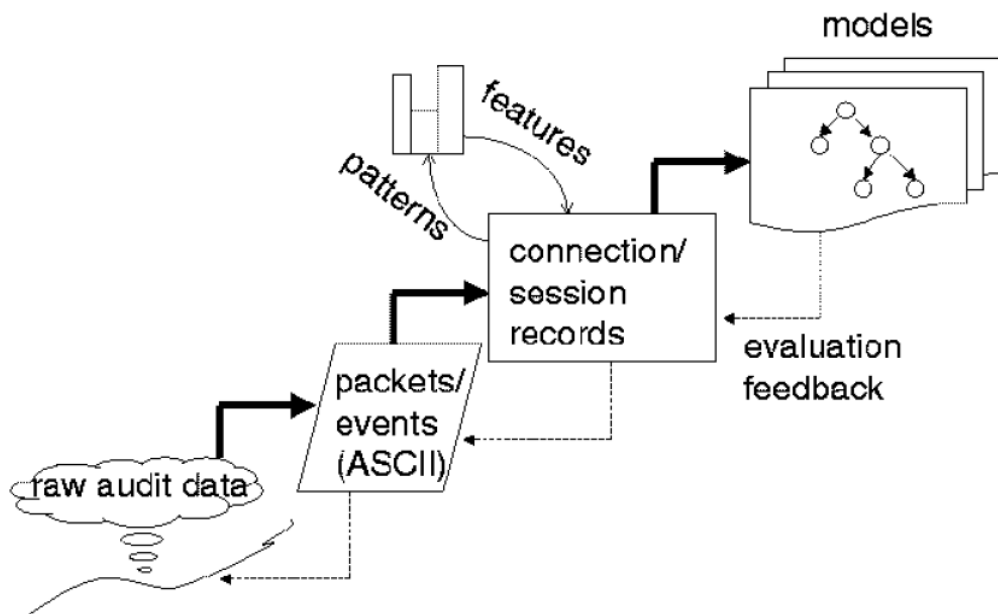 models
features
patterns
connection/
session
records
evaluation
feedback
packets/
events
(ASCII)
raw audit data